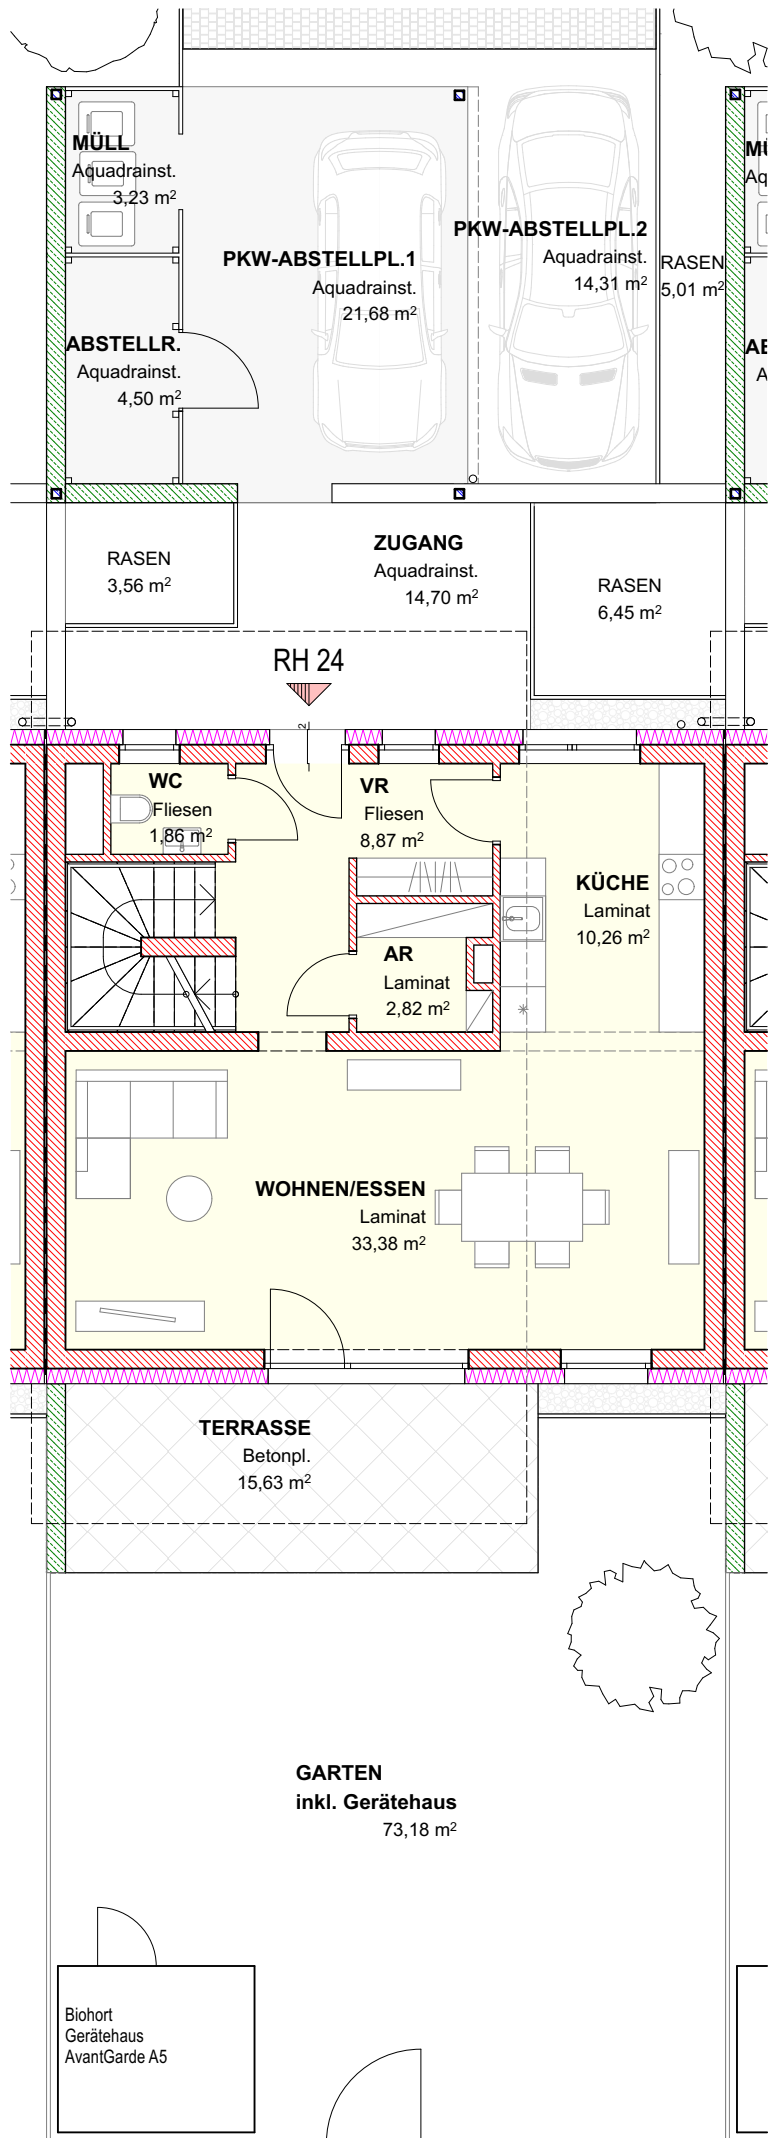 MÜLL
Aquadrainst.
3,23 m²
MÜ
Aq
PKW-ABSTELLPL.1
Aquadrainst.
21,68 m²
PKW-ABSTELLPL.2
Aquadrainst.
14,31 m²
RASEN
5,01 m²
ABSTELLR.
Aquadrainst.
4,50 m²
AB
A
RASEN
3,56 m²
ZUGANG
Aquadrainst.
14,70 m²
RASEN
6,45 m²
RH 24
2
WC
Fliesen
1,86 m²
VR
Fliesen
8,87 m²
KÜCHE
Laminat
10,26 m²
AR
Laminat
2,82 m²
WOHNEN/ESSEN
Laminat
33,38 m²
TERRASSE
Betonpl.
15,63 m²
GARTEN
inkl. Gerätehaus
73,18 m²
Biohort
Gerätehaus
AvantGarde A5